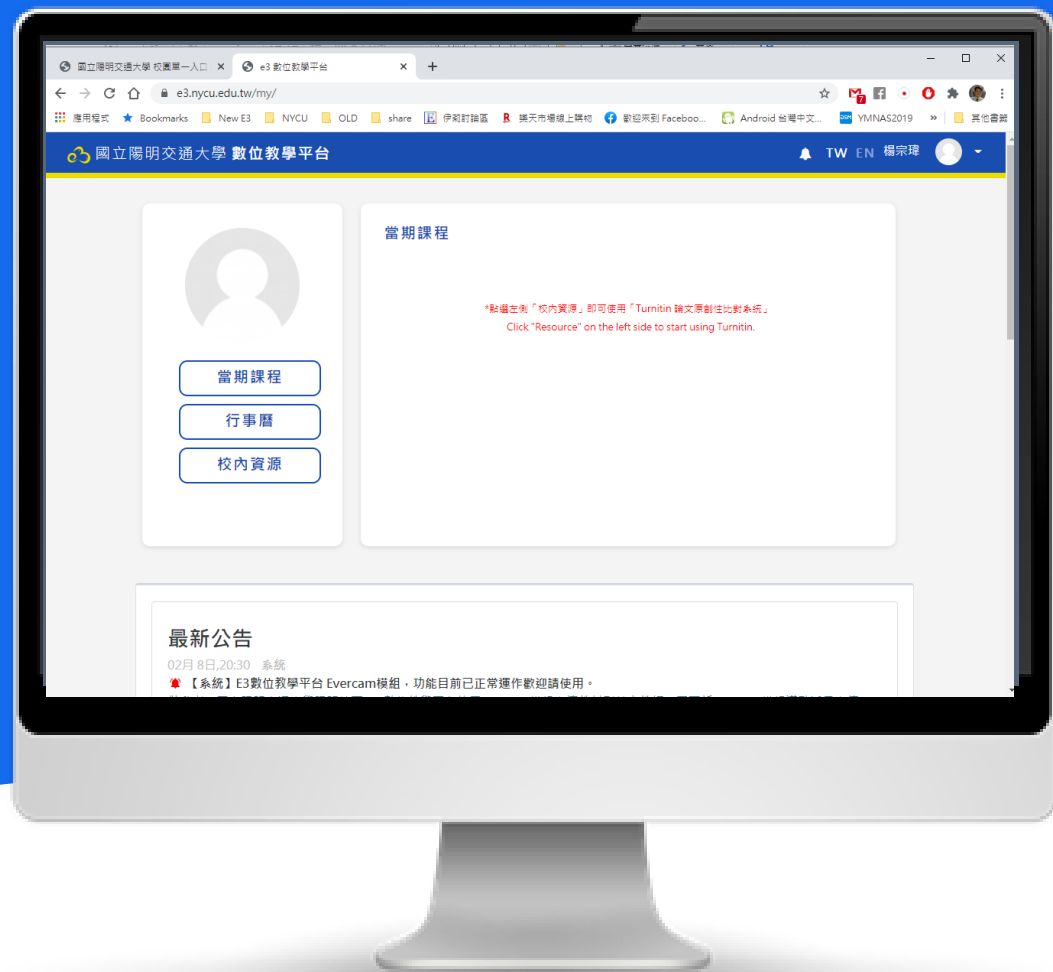 國立陽明交通大學 校園單一入口
e3 數位教學平台
e3.nycu.edu.tw/my/
7
應用程式 Bookmarks New E3 NYCU OLD share 伊莉討論區 樂天市場線上購物 歡迎來到 Faceboo... Android 台灣中文... YMNAS2019 » 其他書籤
國立陽明交通大學 數位教學平台
TW EN 楊宗瑋
當期課程
*點選左側「校內資源」即可使用「Turnitin 論文原創性比對系統」
Click "Resource" on the left side to start using Turnitin.
當期課程
行事曆
校內資源
最新公告
02月 8日,20:30 系統
【系統】E3數位教學平台 Evercam模組，功能目前已正常運作歡迎請使用。